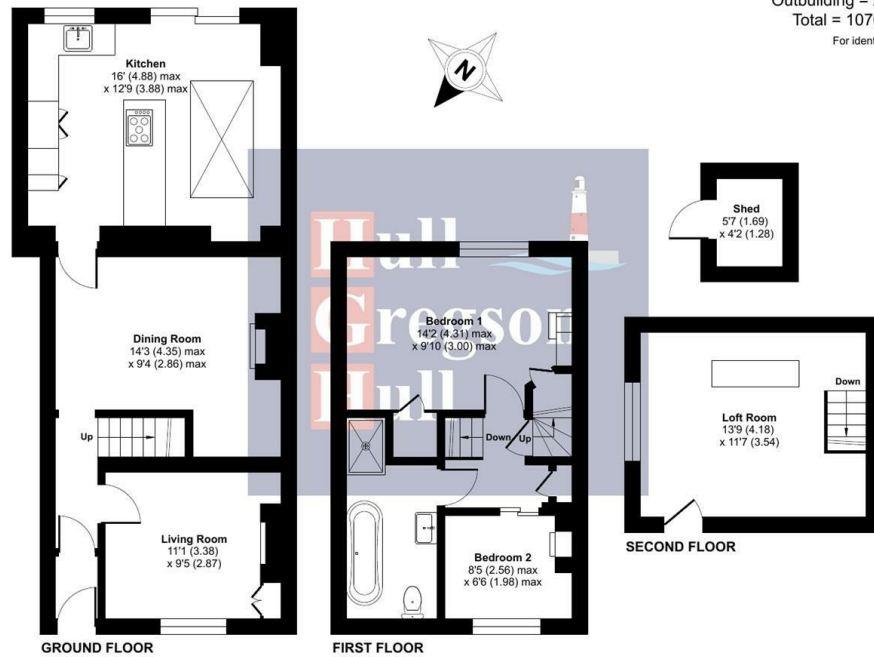 Outbuilding =
Total = 107
For ident
Kitchen
16' (4.88) max
x 12'9 (3.88) max
N
Shed
5'7 (1.69)
x 4'2 (1.28)
Hull
Gregson
Hull
Dining Room
14'3 (4.35) max
x 9'4 (2.86) max
Bedroom 1
14'2 (4.31) max
x 9'10 (3.00) max
Up
Down
Up
Loft Room
13'9 (4.18)
x 11'7 (3.54)
Down
Living Room
11'1 (3.38)
x 9'5 (2.87)
Bedroom 2
8'5 (2.56) max
x 6'6 (1.98) max
SECOND FLOOR
GROUND FLOOR
FIRST FLOOR